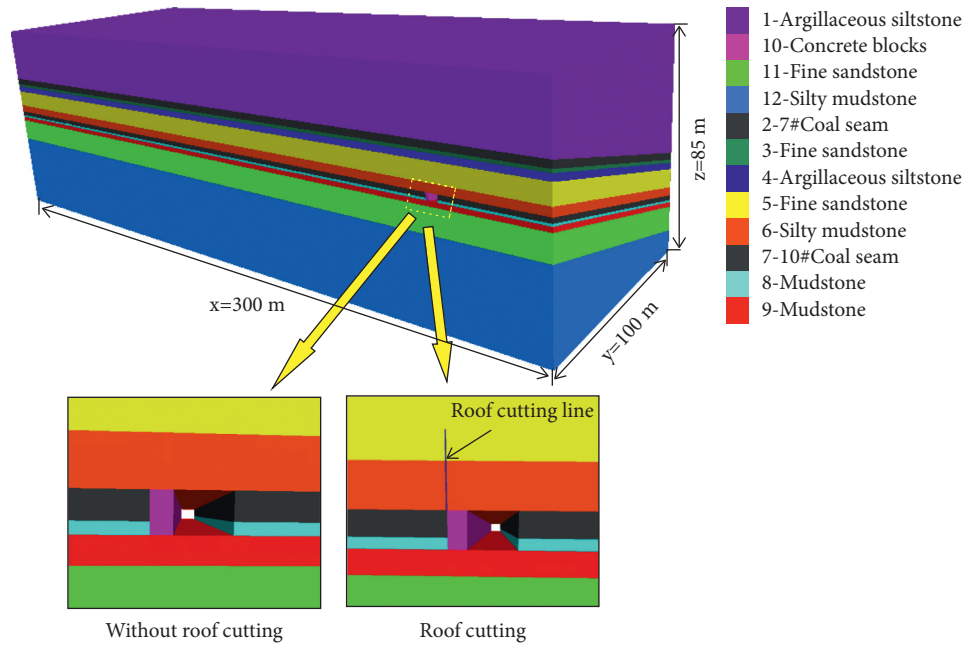 1-Argillaceous siltstone
10-Concrete blocks
11-Fine sandstone
12-Silty mudstone
2-7#Coal seam
3-Fine sandstone
4-Argillaceous siltstone
5-Fine sandstone
6-Silty mudstone
7-10#Coal seam
8-Mudstone
9-Mudstone
z=85 m
x=300 m
y=100 m
Roof cutting line
Without roof cutting
Roof cutting